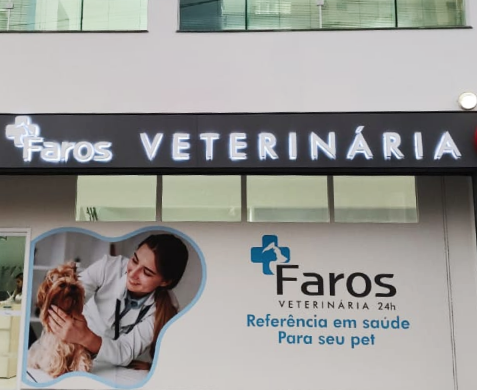 Faros VETERINÁRIA
Faros
VETERINÁRIA 24h
Referência em saúde
Para seu pet